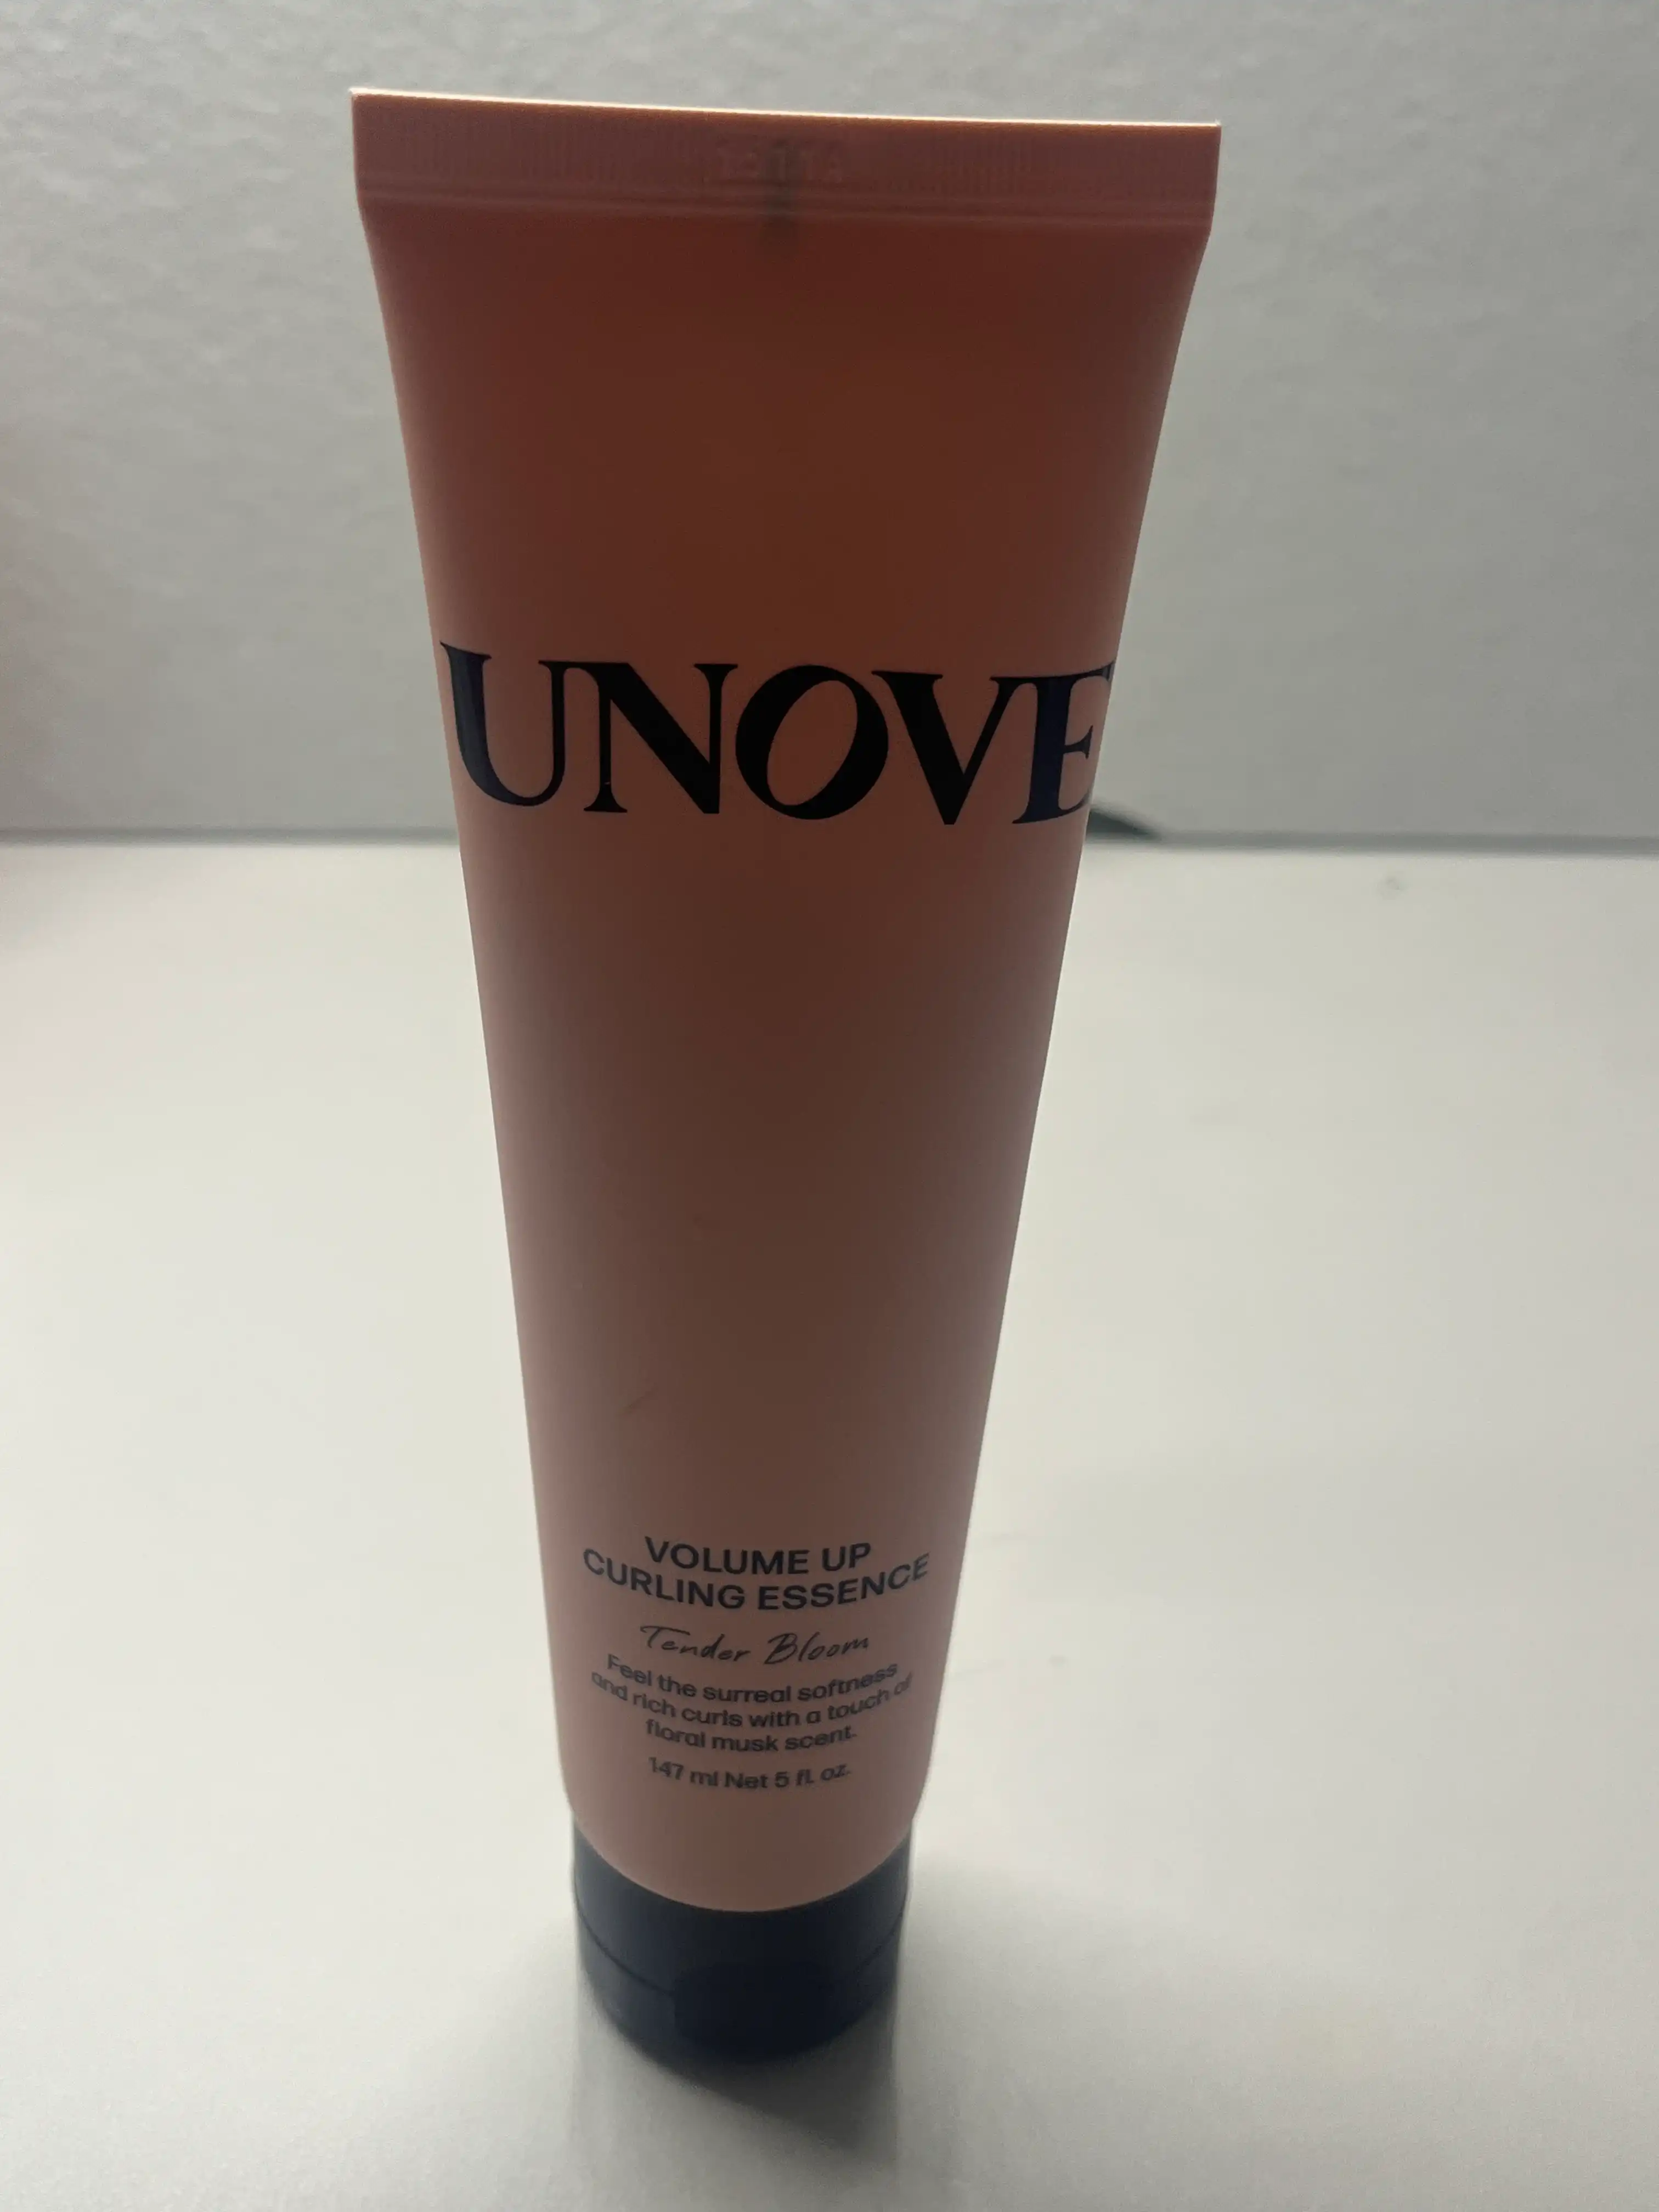 UNOVE
VOLUME UP
CURLING ESSENCE
Tender Bloom
Feel the surreal softness
and rich curls with a touch of
floral musk scent.
147 ml Net 5 fl. oz.